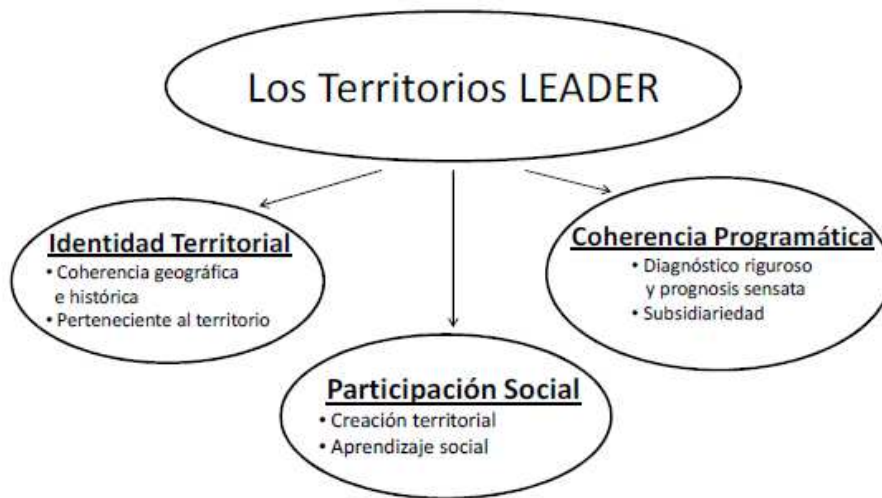 Los Territorios LEADER
Identidad Territorial
• Coherencia geográfica
e histórica
• Perteneciente al territorio
Participación Social
• Creación territorial
• Aprendizaje social
Coherencia Programática
• Diagnóstico riguroso
y prognosis sensata
• Subsidiariedad